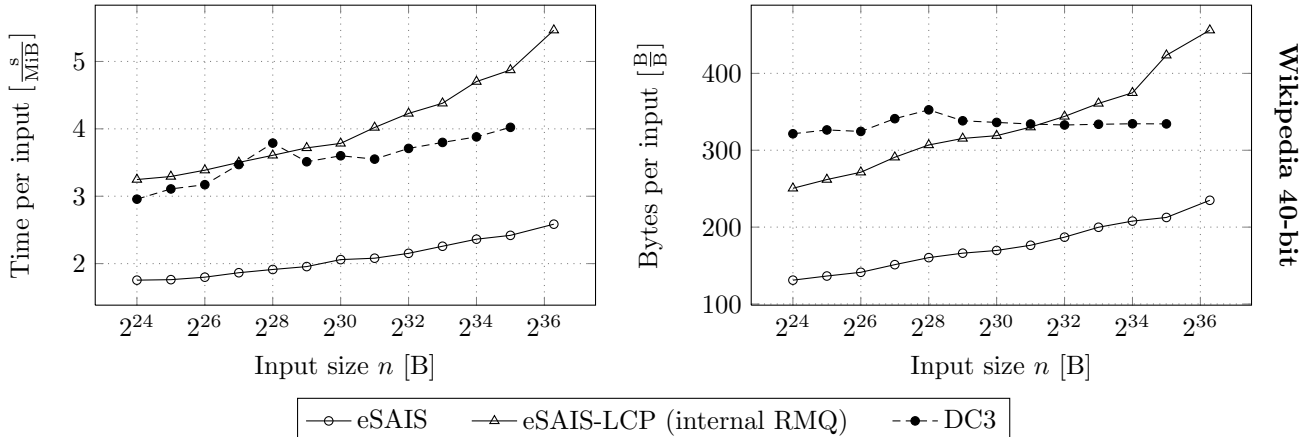 Time per input [s/MiB]
5
4
3
2
2^24 2^26 2^28 2^30 2^32 2^34 2^36
Input size n [B]
Bytes per input [B/B]
400
300
200
100
2^24 2^26 2^28 2^30 2^32 2^34 2^36
Input size n [B]
Wikipedia 40-bit
eSAIS eSAIS-LCP (internal RMQ) DC3